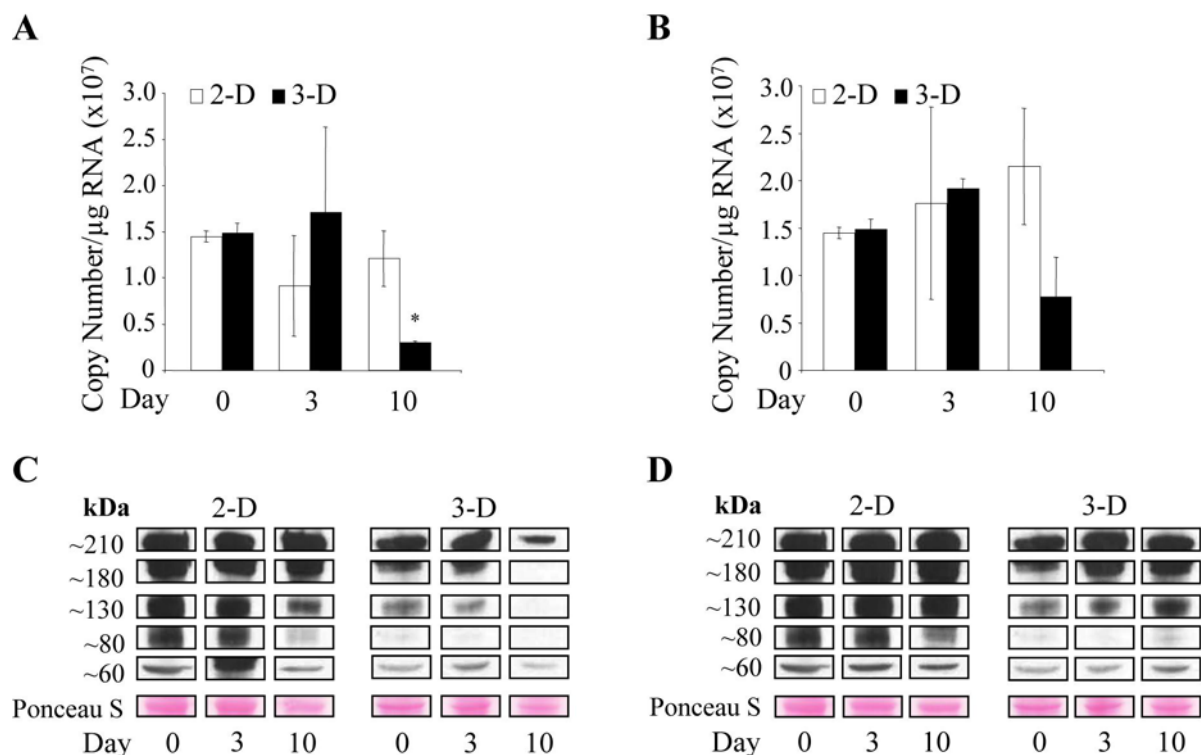 A
Copy Number/µg RNA (x10⁷)
2-D 3-D
3.0
2.5
2.0
1.5
1.0
0.5
0
*
Day 0 3 10
B
Copy Number/µg RNA (x10⁷)
2-D 3-D
3.0
2.5
2.0
1.5
1.0
0.5
0
Day 0 3 10
C
kDa 2-D 3-D
~210
~180
~130
~80
~60
Ponceau S
Day 0 3 10 0 3 10
D
kDa 2-D 3-D
~210
~180
~130
~80
~60
Ponceau S
Day 0 3 10 0 3 10